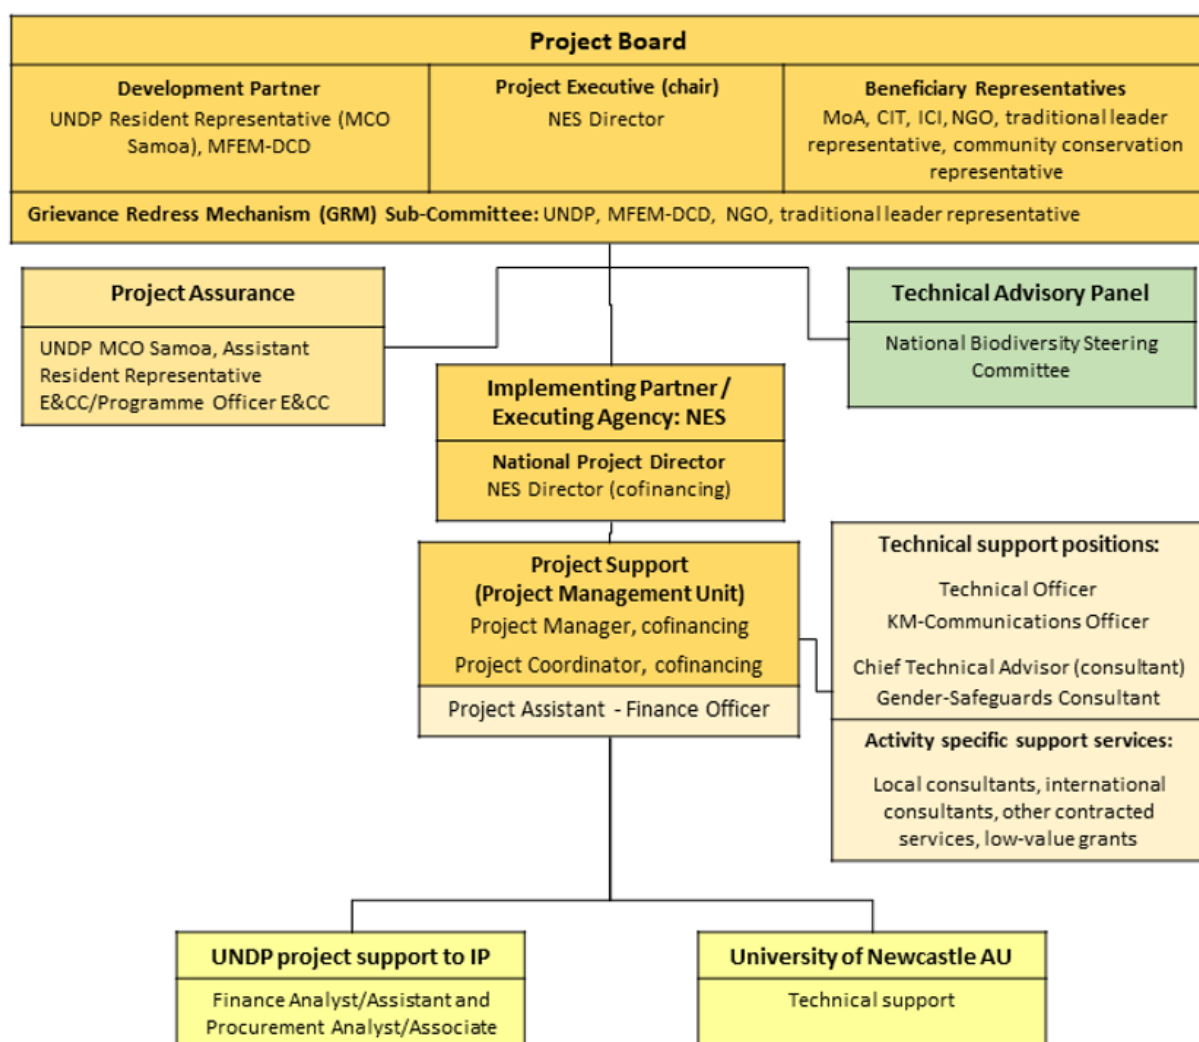 Project Board
Development Partner
UNDP Resident Representative (MCO
Samoa), MFEM-DCD
Project Executive (chair)
NES Director
Beneficiary Representatives
MoA, CIT, ICI, NGO, traditional leader
representative, community conservation
representative
Grievance Redress Mechanism (GRM) Sub-Committee: UNDP, MFEM-DCD, NGO, traditional leader representative
Project Assurance
UNDP MCO Samoa, Assistant
Resident Representative
E&CC/Programme Officer E&CC
Technical Advisory Panel
National Biodiversity Steering
Committee
Implementing Partner /
Executing Agency: NES
National Project Director
NES Director (cofinancing)
Project Support
(Project Management Unit)
Project Manager, cofinancing
Project Coordinator, cofinancing
Project Assistant - Finance Officer
Technical support positions:
Technical Officer
KM-Communications Officer
Chief Technical Advisor (consultant)
Gender-Safeguards Consultant
Activity specific support services:
Local consultants, international
consultants, other contracted
services, low-value grants
UNDP project support to IP
Finance Analyst/Assistant and
Procurement Analyst/Associate
University of Newcastle AU
Technical support